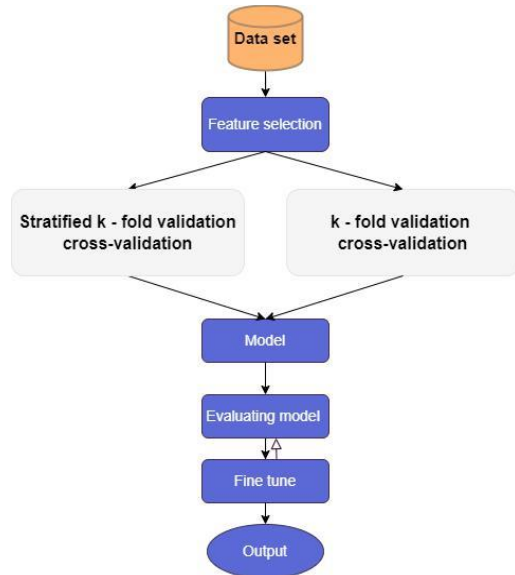 Data set
Feature selection
Stratified k - fold validation
cross-validation
k - fold validation
cross-validation
Model
Evaluating model
Fine tune
Output